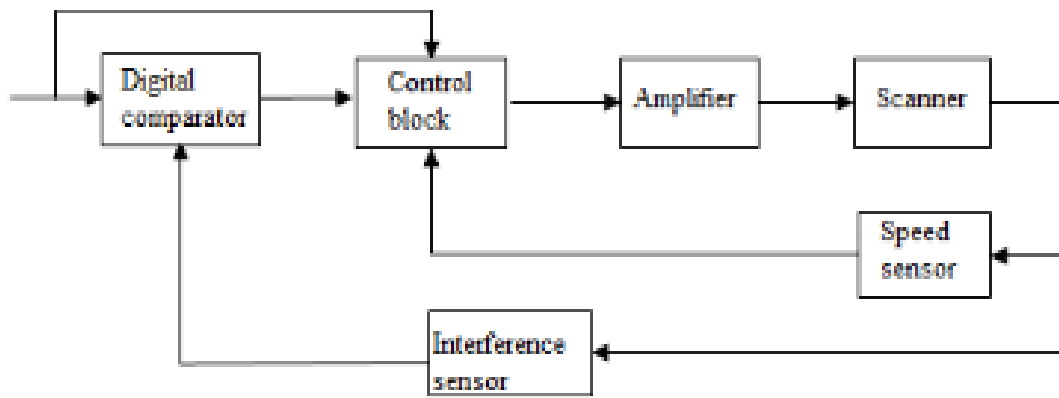 Digital
comparator
Control
block
Amplifier
Scanner
Speed
sensor
Interference
sensor